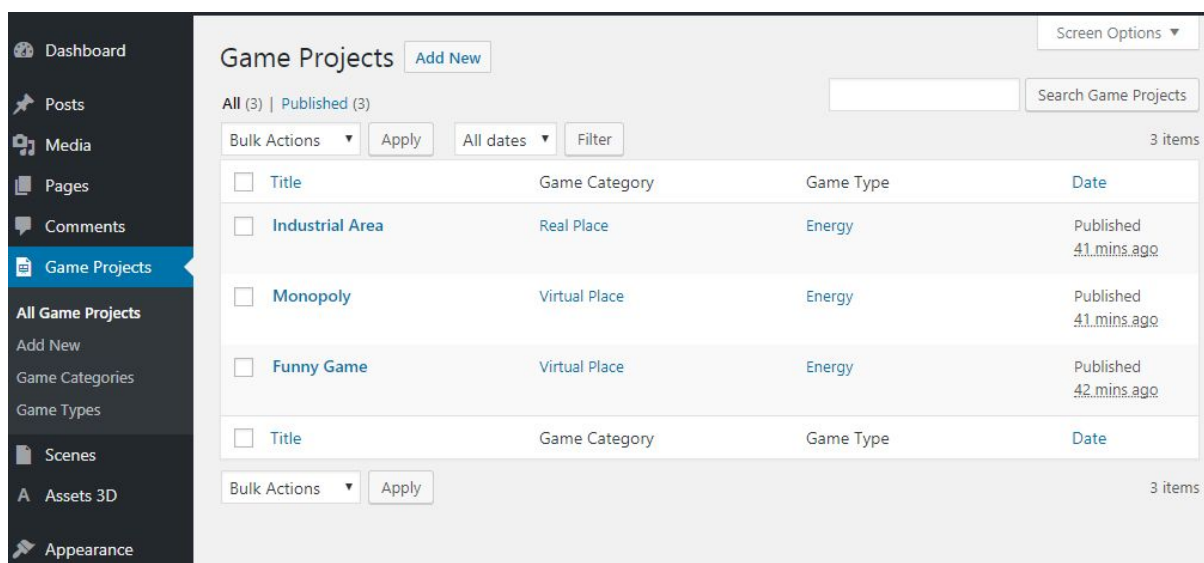 Dashboard
Posts
Media
Pages
Comments
Game Projects
All Game Projects
Add New
Game Categories
Game Types
Scenes
A Assets 3D
Appearance
Screen Options ▼
Game Projects Add New
All (3) | Published (3)
Search Game Projects
Bulk Actions ▼ Apply All dates ▼ Filter 3 items
Title Game Category Game Type Date
Industrial Area Real Place Energy Published
41 mins ago
Monopoly Virtual Place Energy Published
41 mins ago
Funny Game Virtual Place Energy Published
42 mins ago
Title Game Category Game Type Date
Bulk Actions ▼ Apply 3 items